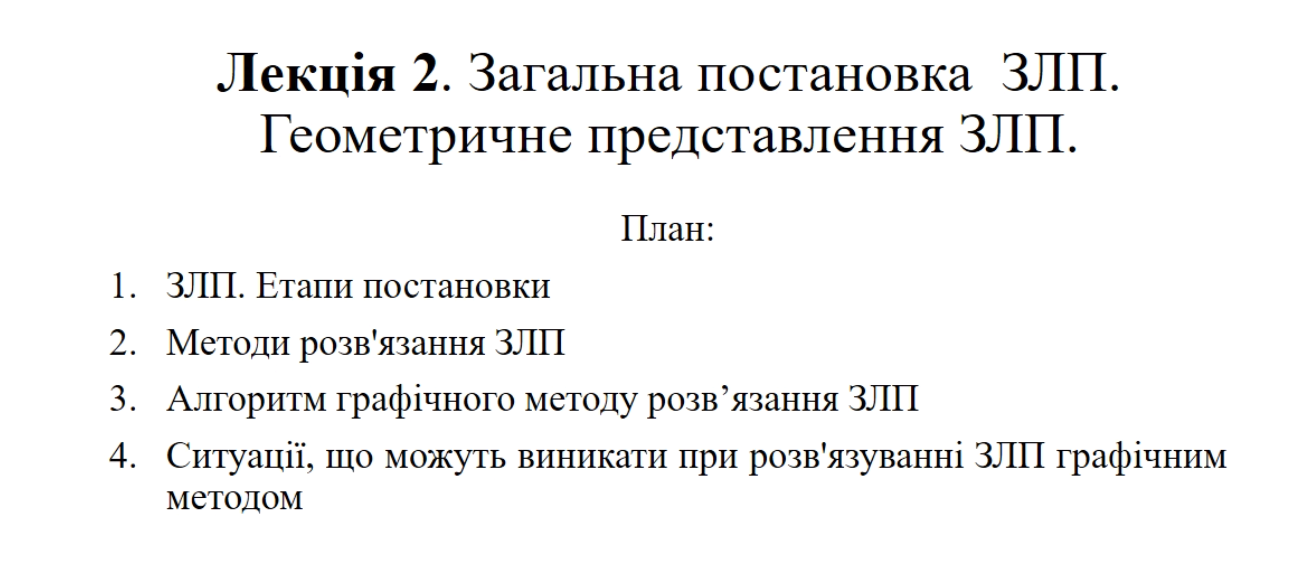 Лекція 2. Загальна постановка  ЗЛП.
Геометричне представлення ЗЛП.
План:
1. ЗЛП. Етапи постановки
2. Методи розв'язання ЗЛП
3. Алгоритм графічного методу розв’язання ЗЛП
4. Ситуації, що можуть виникати при розв'язуванні ЗЛП графічним
методом